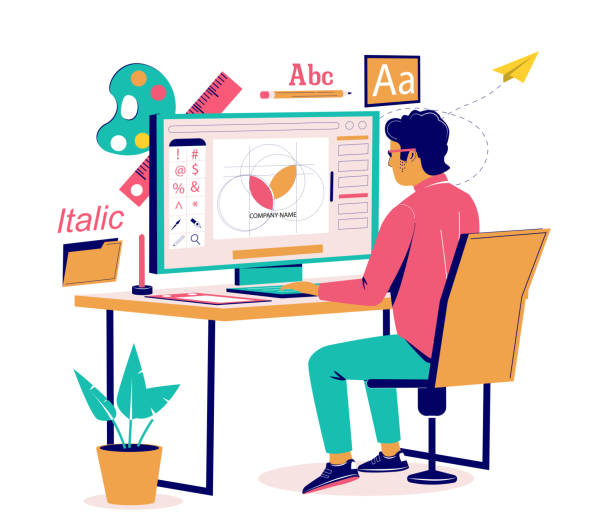 Abc
Aa
! #
@ $
% &
^ *
COMPANY NAME
Italic